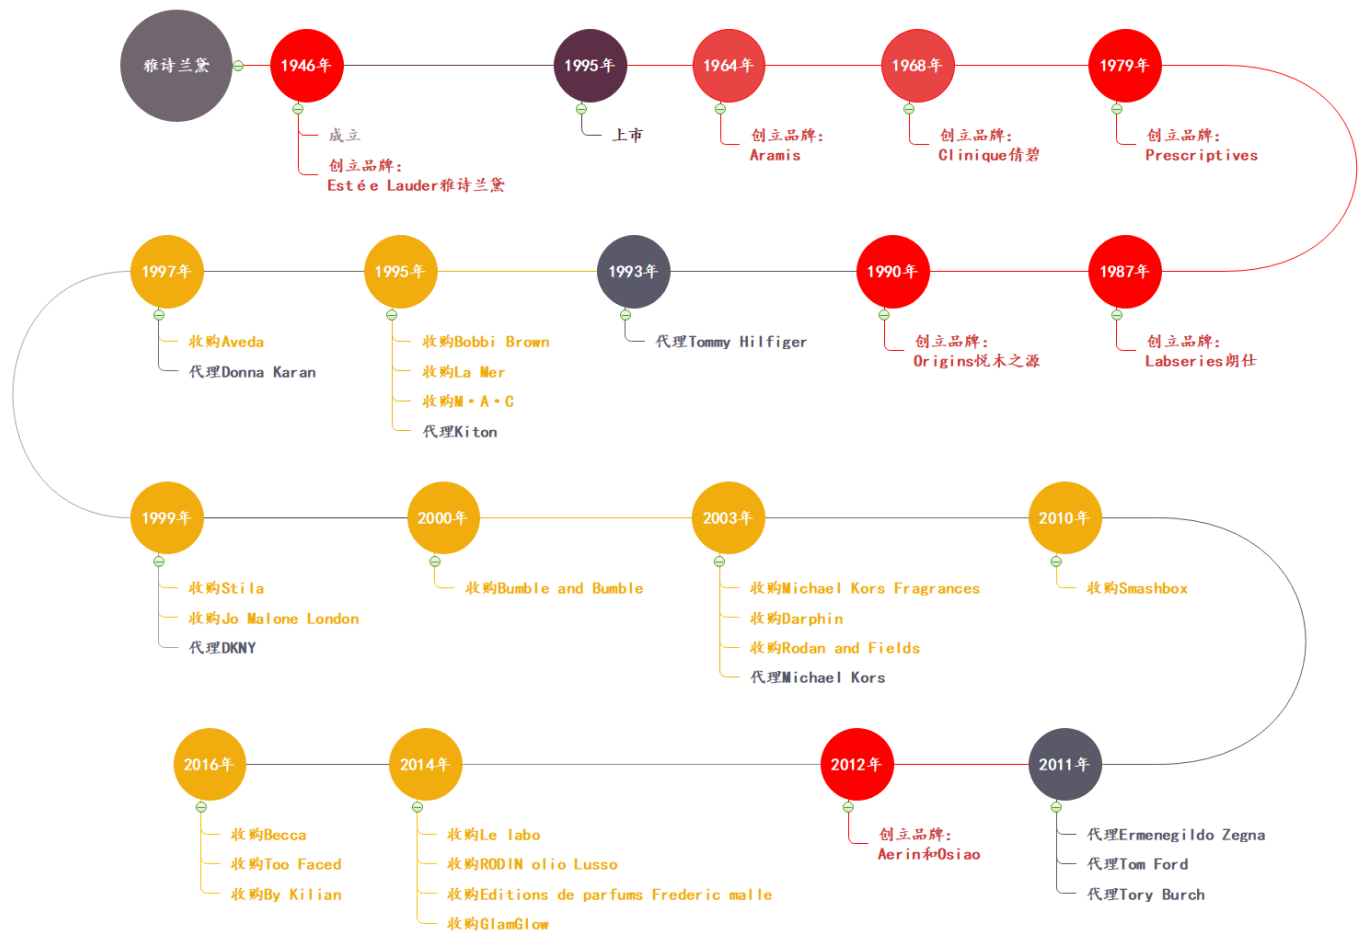 雅诗兰黛
1946年
成立
创立品牌：
Estée Lauder雅诗兰黛
1995年
上市
1964年
创立品牌：
Aramis
1968年
创立品牌：
Clinique倩碧
1979年
创立品牌：
Prescriptives
1987年
创立品牌：
Labseries朗仕
1990年
创立品牌：
Origins悦木之源
1993年
代理Tommy Hilfiger
1995年
收购Bobbi Brown
收购La Mer
收购M·A·C
代理Kiton
1997年
收购Aveda
代理Donna Karan
1999年
收购Stila
收购Jo Malone London
代理DKNY
2000年
收购Bumble and Bumble
2003年
收购Michael Kors Fragrances
收购Darphin
收购Rodan and Fields
代理Michael Kors
2010年
收购Smashbox
2011年
代理Ermenegildo Zegna
代理Tom Ford
代理Tory Burch
2012年
创立品牌：
Aerin和Osiao
2014年
收购Le labo
收购RODIN olio Lusso
收购Editions de parfums Frederic malle
收购GlamGlow
2016年
收购Becca
收购Too Faced
收购By Kilian